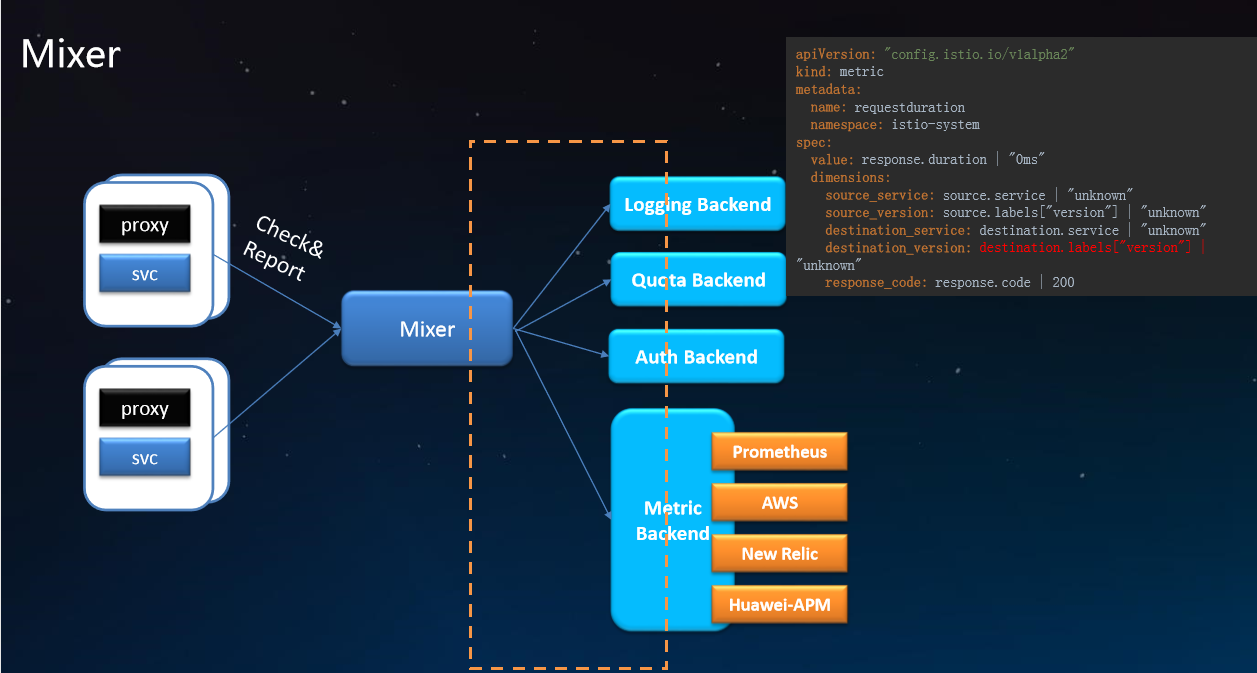 Mixer
apiVersion: "config.istio.io/v1alpha2"
kind: metric
metadata:
name: requestduration
namespace: istio-system
spec:
value: response.duration | "0ms"
dimensions:
source_service: source.service | "unknown"
source_version: source.labels["version"] | "unknown"
destination_service: destination.service | "unknown"
destination_version: destination.labels["version"] |
"unknown"
response_code: response.code | 200
proxy
svc
Check&
Report
proxy
svc
Mixer
Logging Backend
Quota Backend
Auth Backend
Metric
Backend
Prometheus
AWS
New Relic
Huawei-APM